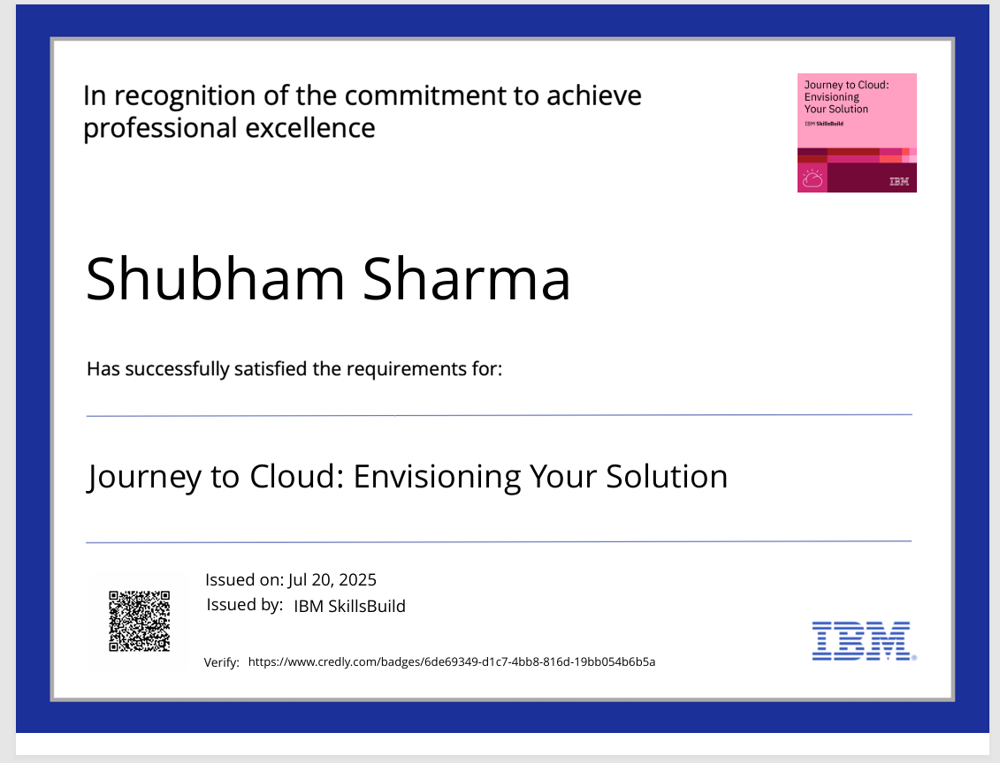 In recognition of the commitment to achieve
professional excellence
Journey to Cloud:
Envisioning
Your Solution
IBM SkillsBuild
IBM
Shubham Sharma
Has successfully satisfied the requirements for:
Journey to Cloud: Envisioning Your Solution
Issued on: Jul 20, 2025
Issued by: IBM SkillsBuild
Verify: https://www.credly.com/badges/6de69349-d1c7-4bb8-816d-19bb054b6b5a
IBM®